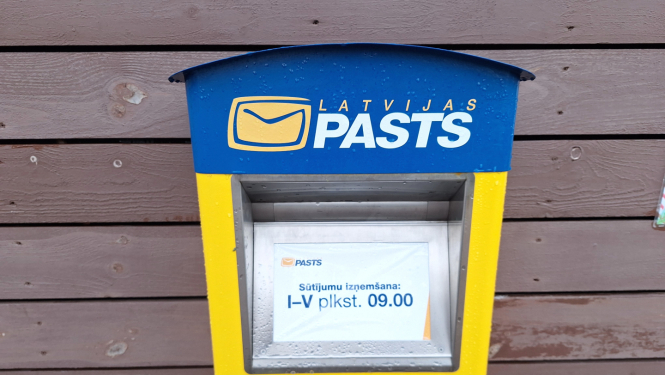 LATVIJAS
PASTS
PASTS
Sūtījumu izņemšana:
I–V plkst. 09.00